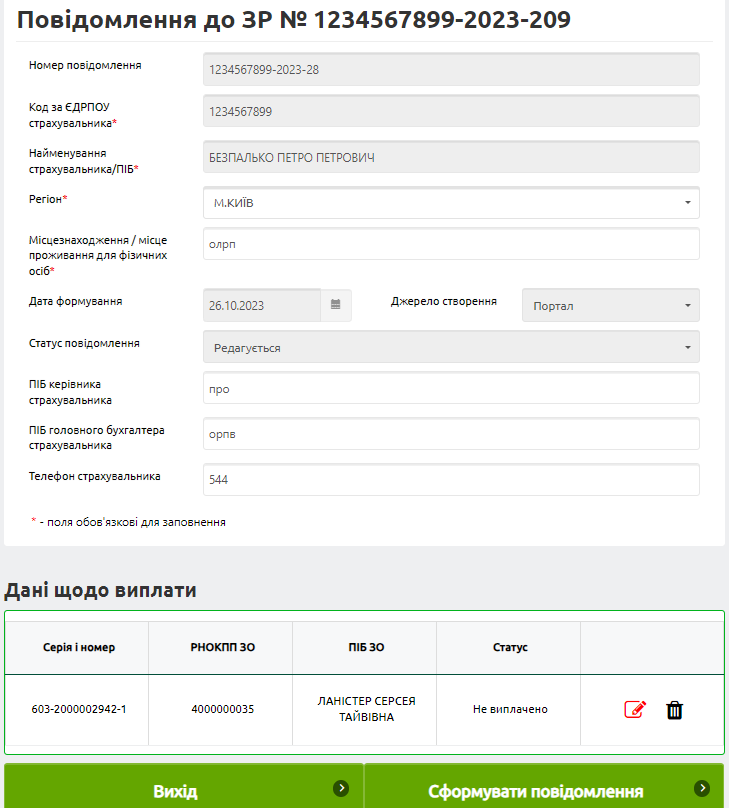 Повідомлення до ЗР № 1234567899-2023-209
Номер повідомлення
1234567899-2023-28
Код за ЄДРПОУ
страхувальника*
1234567899
Найменування
страхувальника/ПІБ*
БЕЗПАЛЬКО ПЕТРО ПЕТРОВИЧ
Регіон*
М.КИЇВ
Місцезнаходження / місце
проживання для фізичних
осіб*
олрп
Дата формування
26.10.2023
Джерело створення
Портал
Статус повідомлення
Редагується
ПІБ керівника
страхувальника
про
ПІБ головного бухгалтера
страхувальника
орпв
Телефон страхувальника
544
* - поля обов'язкові для заповнення
Дані щодо виплати
Серія і номер
РНОКПП ЗО
ПІБ ЗО
Статус
603-2000002942-1
4000000035
ЛАНІСТЕР СЕРСЕЯ
ТАЙВІВНА
Не виплачено
Вихід
Сформувати повідомлення